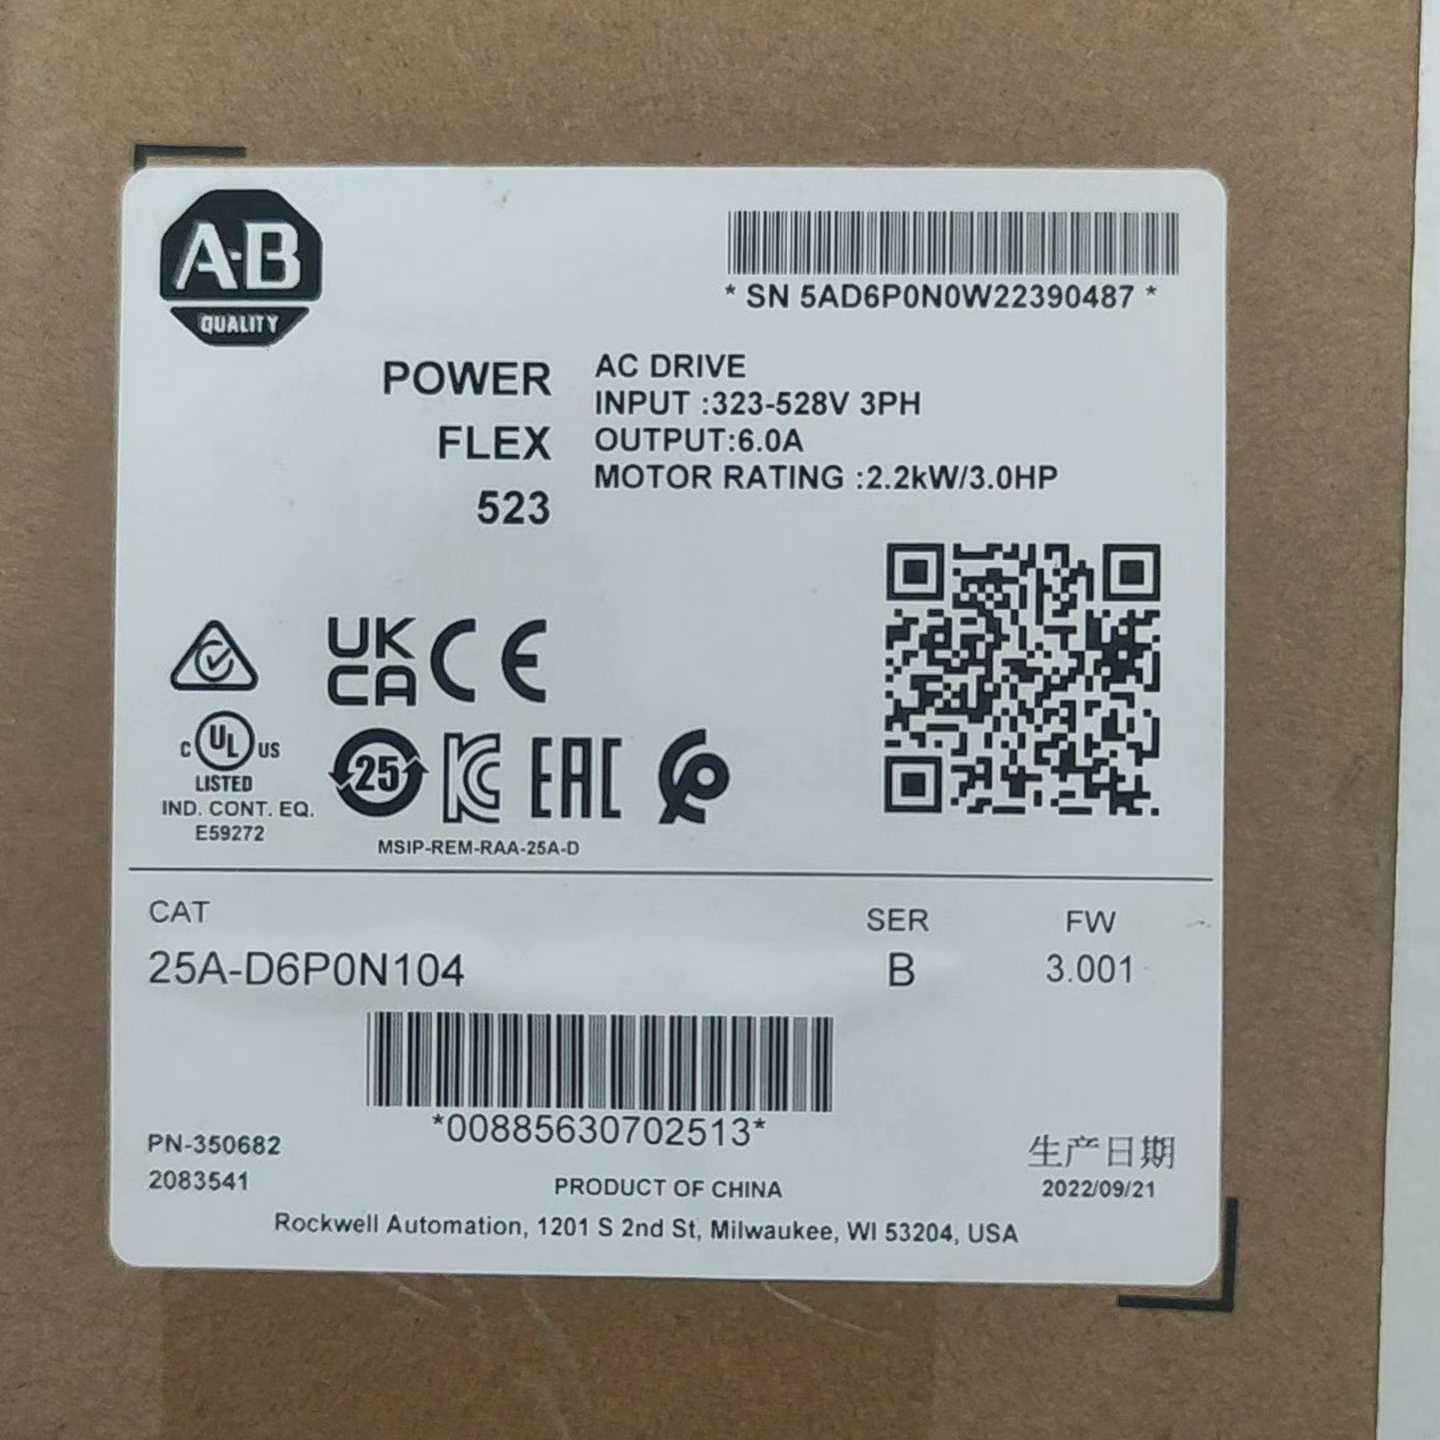 A-B
QUALITY
* SN 5AD6P0N0W22390487 *
POWER
FLEX
523
AC DRIVE
INPUT :323-528V 3PH
OUTPUT:6.0A
MOTOR RATING :2.2kW/3.0HP
UK
CA
CE
C UL US
LISTED
IND. CONT. EQ.
E59272
25
EAC
MSIP-REM-RAA-25A-D
CAT
SER
FW
25A-D6P0N104
B
3.001
*00885630702513*
PN-350682
2083541
生产日期
2022/09/21
PRODUCT OF CHINA
Rockwell Automation, 1201 S 2nd St, Milwaukee, WI 53204, USA